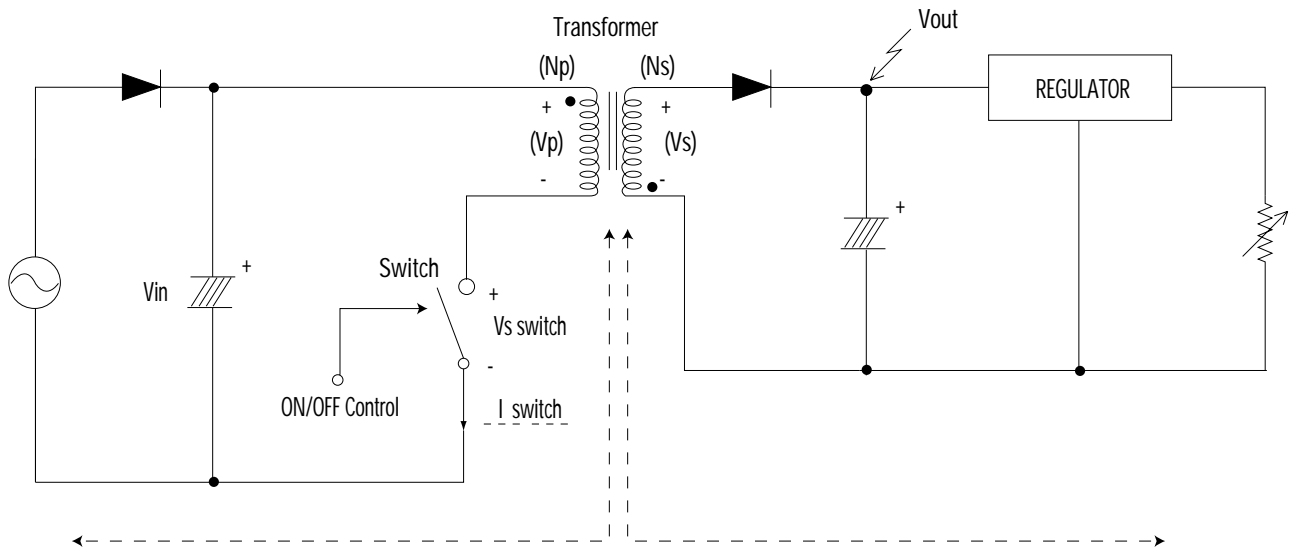 Transformer
Vout
(Np)
(Ns)
REGULATOR
+
+
(Vp)
(Vs)
-
-
+
+
Vin
Switch
+
Vs switch
-
ON/OFF Control
I switch